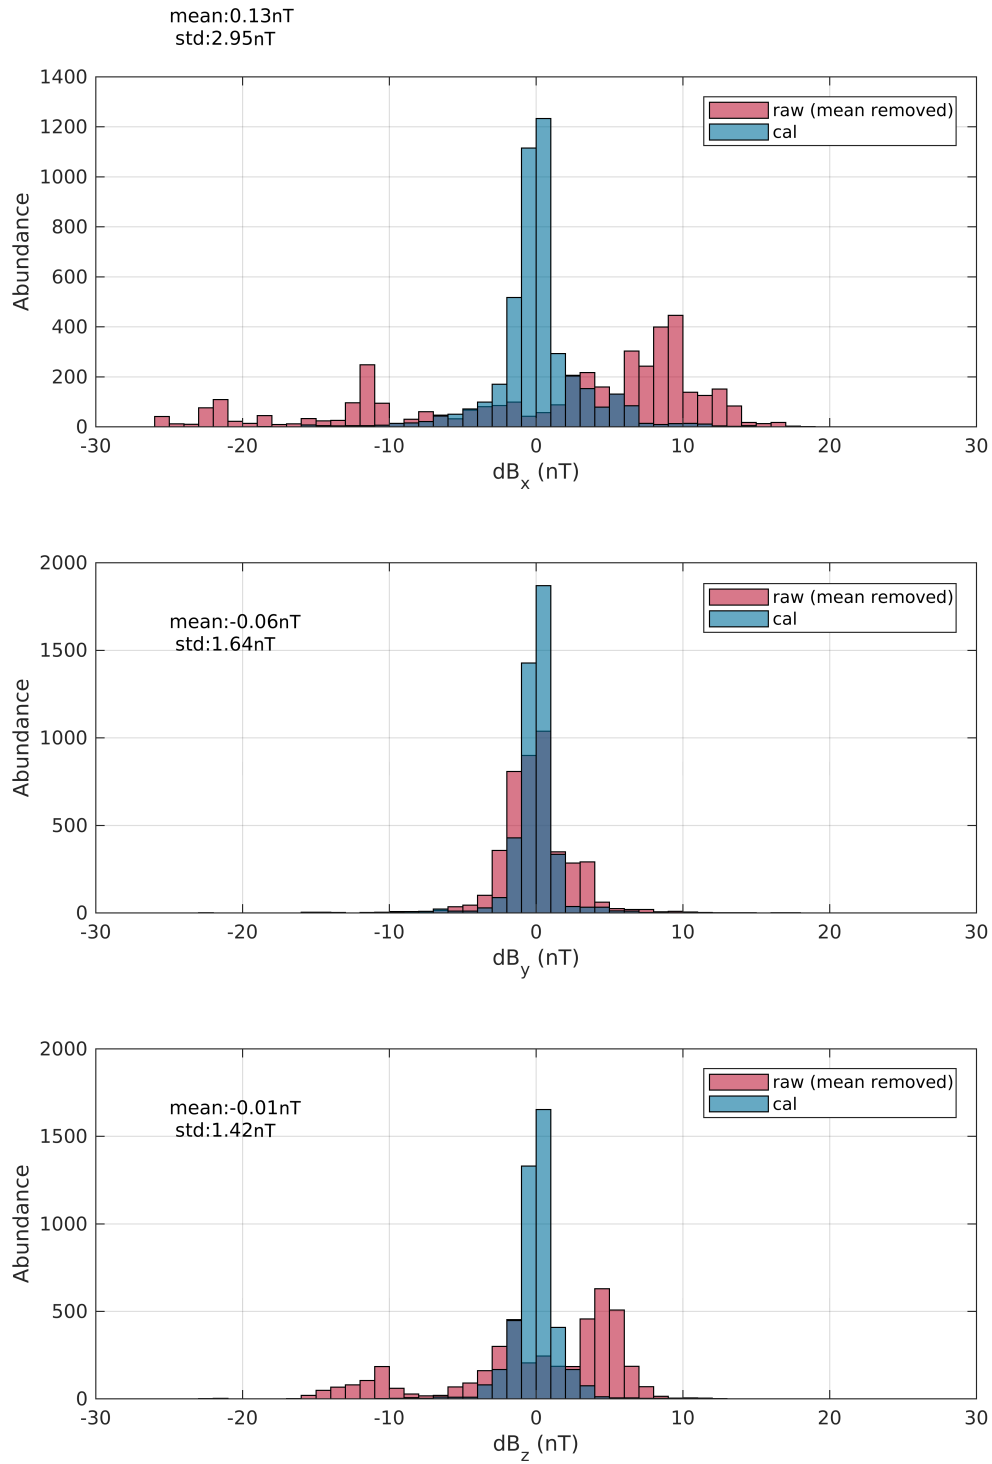 mean:0.13nT
std:2.95nT
1400
1200
1000
800
600
400
200
0
Abundance
raw (mean removed)
cal
-30 -20 -10 0 10 20 30
dBx (nT)
2000
1500
1000
500
0
Abundance
mean:-0.06nT
std:1.64nT
raw (mean removed)
cal
-30 -20 -10 0 10 20 30
dBy (nT)
2000
1500
1000
500
0
Abundance
mean:-0.01nT
std:1.42nT
raw (mean removed)
cal
-30 -20 -10 0 10 20 30
dBz (nT)